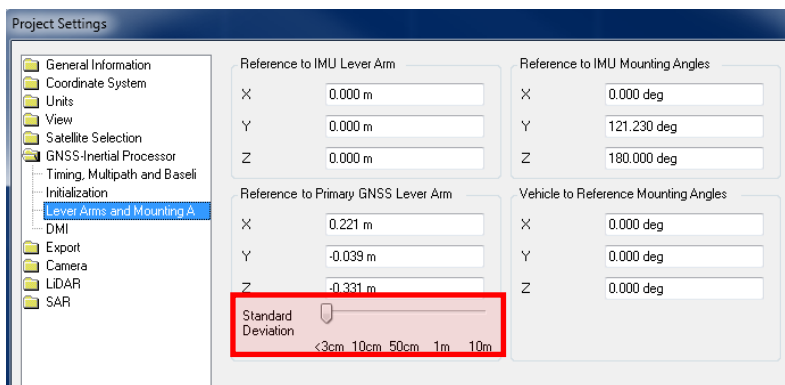 Project Settings
General Information
Coordinate System
Units
View
Satellite Selection
GNSS-Inertial Processor
Timing, Multipath and Baseli
Initialization
Lever Arms and Mounting A
DMI
Export
Camera
LiDAR
SAR
Reference to IMU Lever Arm
X 0.000 m
Y 0.000 m
Z 0.000 m
Reference to IMU Mounting Angles
X 0.000 deg
Y 121.230 deg
Z 180.000 deg
Reference to Primary GNSS Lever Arm
X 0.221 m
Y -0.039 m
Z -0.331 m
Standard
Deviation
<3cm 10cm 50cm 1m 10m
Vehicle to Reference Mounting Angles
X 0.000 deg
Y 0.000 deg
Z 0.000 deg